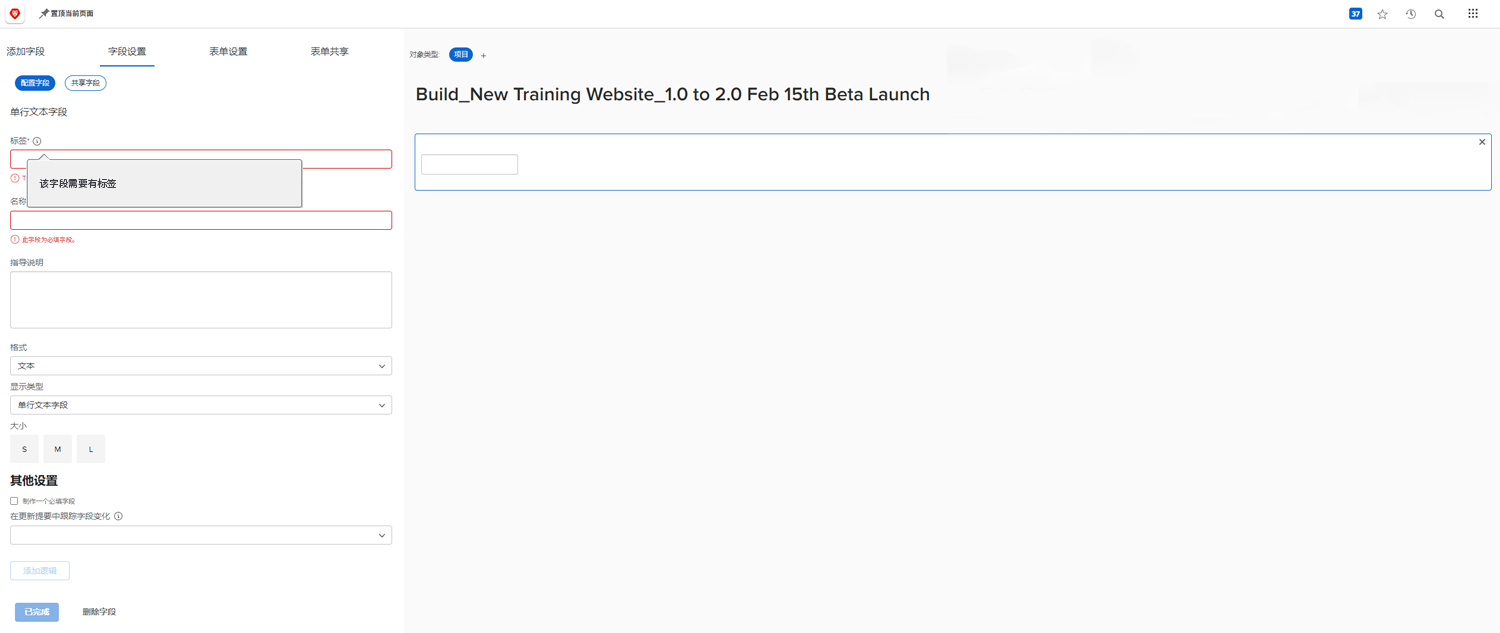 置顶当前页面
37
添加字段
字段设置
表单设置
表单共享
配置字段
共享字段
单行文本字段
标签*
该字段需要有标签
名称
此字段为必填字段。
指导说明
格式
文本
显示类型
单行文本字段
大小
S
M
L
其他设置
制作一个必填字段
在更新提要中跟踪字段变化
添加逻辑
已完成
删除字段
对象类型:
项目
+
Build_New Training Website_1.0 to 2.0 Feb 15th Beta Launch